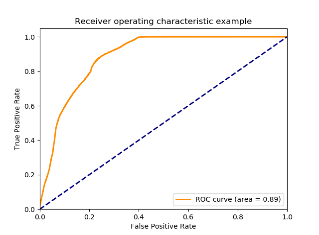 Receiver operating characteristic example
1.0
0.8
0.6
0.4
0.2
0.0
True Positive Rate
ROC curve (area = 0.89)
0.0 0.2 0.4 0.6 0.8 1.0
False Positive Rate